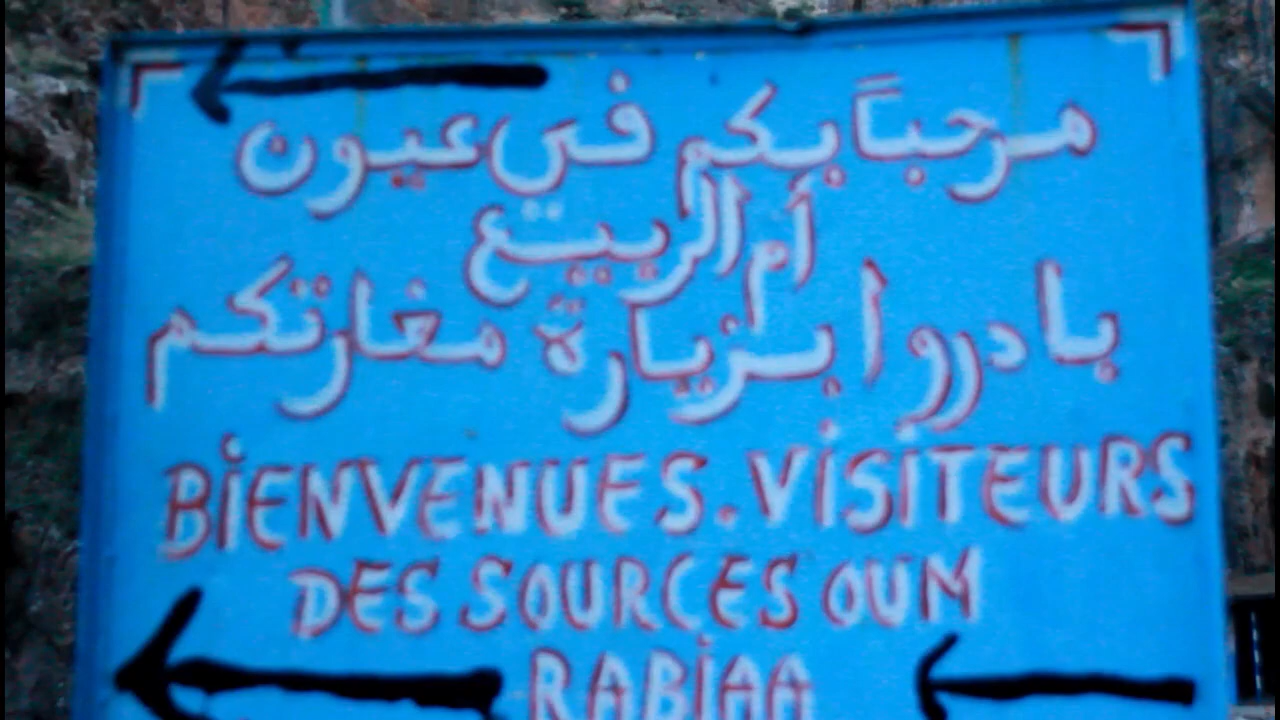 مرحباً بكم في عيون
أم الربيع
بادروا بزيارة مغارتكم
BIENVENUES. VISITEURS
DES SOURCES OUM
RABIAA